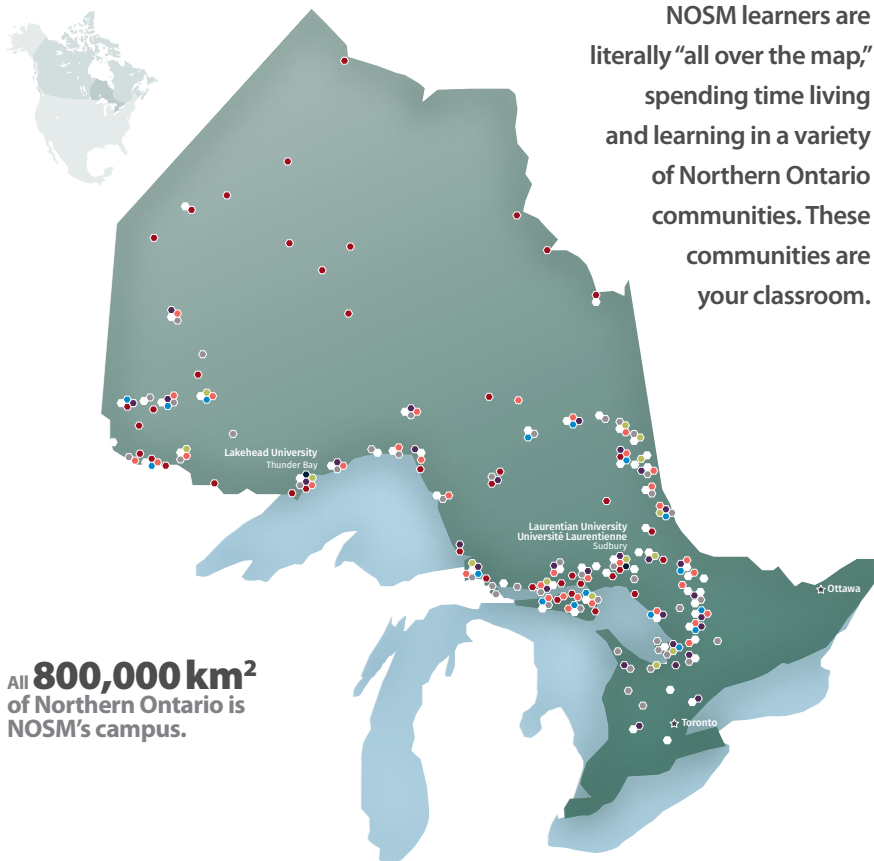 NOSM learners are
literally “all over the map,”
spending time living
and learning in a variety
of Northern Ontario
communities. These
communities are
your classroom.
Lakehead University
Thunder Bay
Laurentian University
Université Laurentienne
Sudbury
Ottawa
All 800,000 km²
of Northern Ontario is
NOSM’s campus.
Toronto